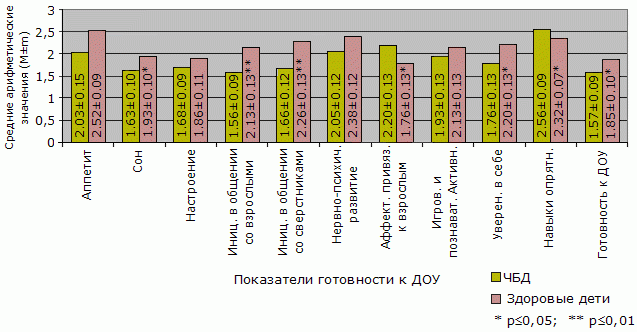 Средние арифметические
значения (M±m)
3
2,5
2
1,5
1
0,5
0
2.03±0.15
2.52±0.09
1.63±0.10
1.93±0.10*
1.68±0.09
1.86±0.11
1.56±0.09
2.13±0.13**
1.66±0.12
2.26±0.13**
2.05±0.12
2.38±0.12
2.20±0.13
1.76±0.13*
1.93±0.13
2.13±0.13
1.76±0.13
2.20±0.13*
2.56±0.09
2.32±0.07*
1.57±0.09
1.85±0.10*
Аппетит
Сон
Настроение
Иниц. в общении
со взрослыми
Иниц. в общении
со сверстниками
Нервно-психич.
развитие
Аффект. привяз.
к взрослым
Игров. и
познават. Активн.
Уверен. в себе
Навыки опрятн.
Готовность к ДОУ
Показатели готовности к ДОУ
ЧБД
Здоровые дети
* p≤0,05; ** p≤0,01